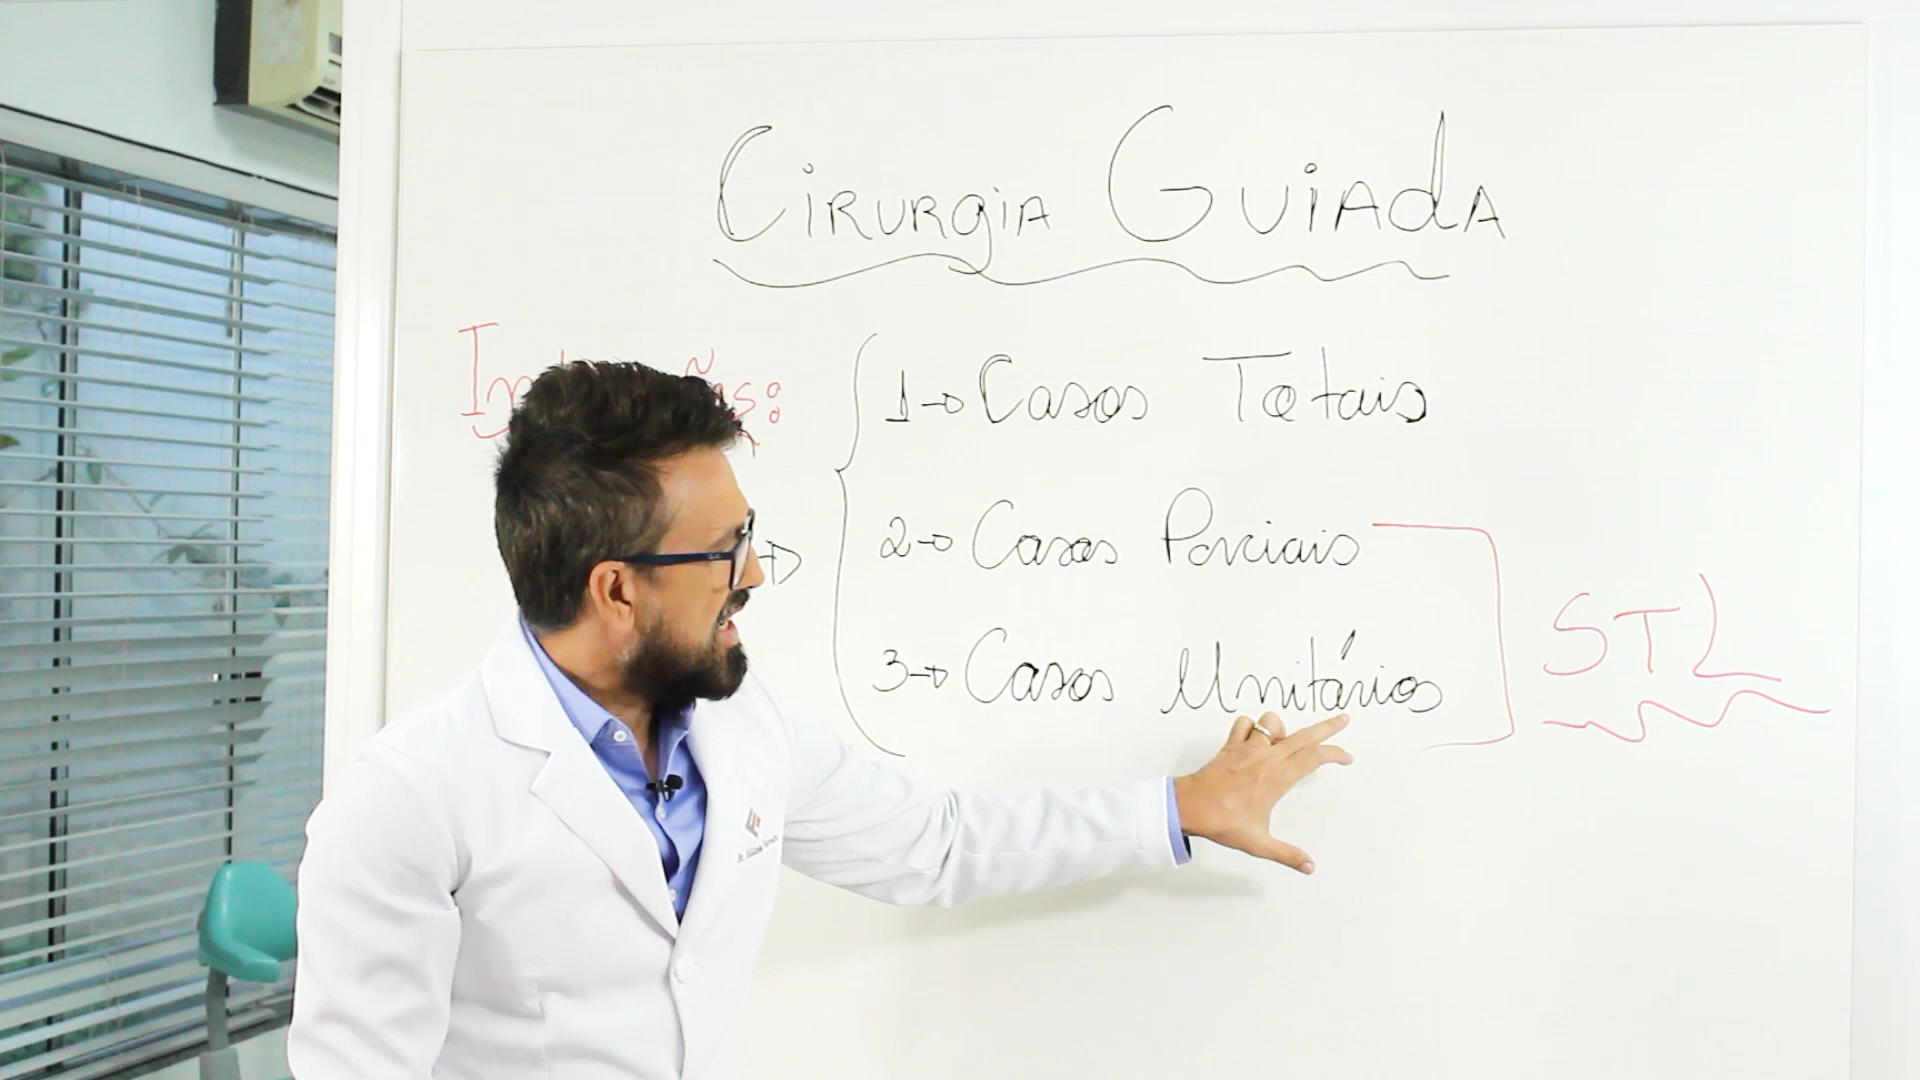 Cirurgia Guiada
1→ Casos Totais
2→ Casos Parciais
3→ Casos Unitários
STL